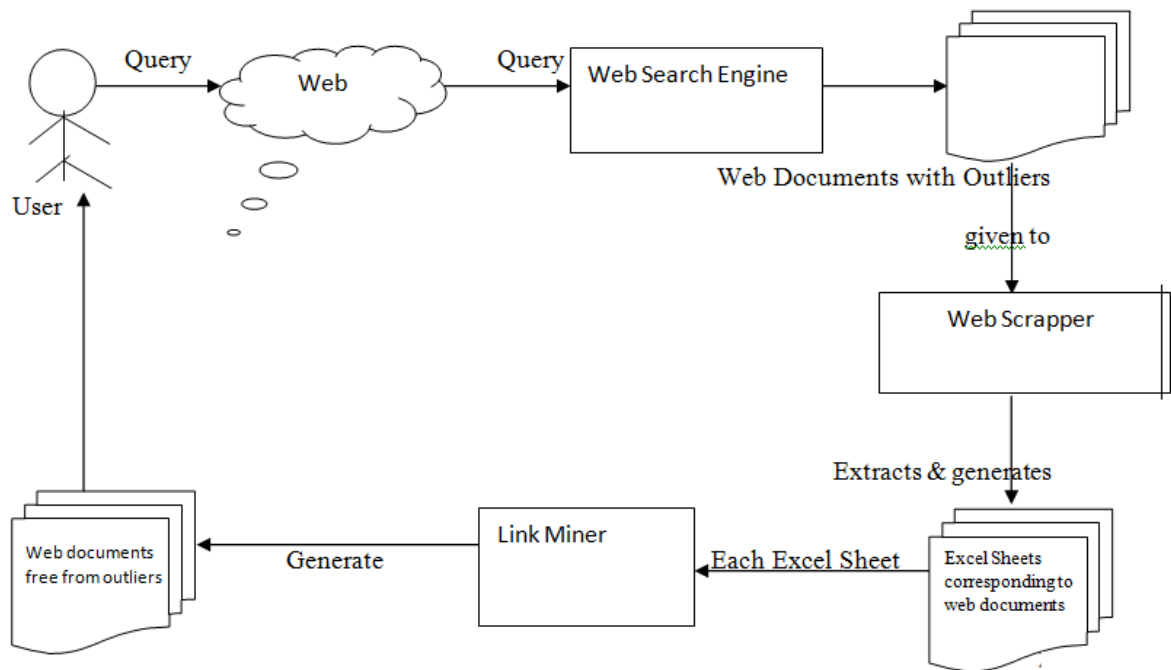 Query
Web
Query
Web Search Engine
User
Web Documents with Outliers
given to
Web Scrapper
Extracts & generates
Excel Sheets
corresponding to
web documents
Each Excel Sheet
Link Miner
Generate
Web documents
free from outliers